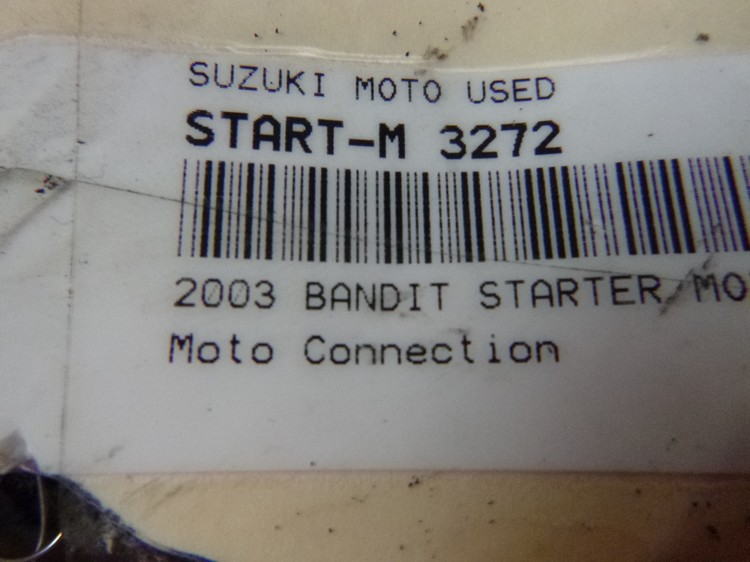 SUZUKI MOTO USED
START-M 3272
2003 BANDIT STARTER MO
Moto Connection